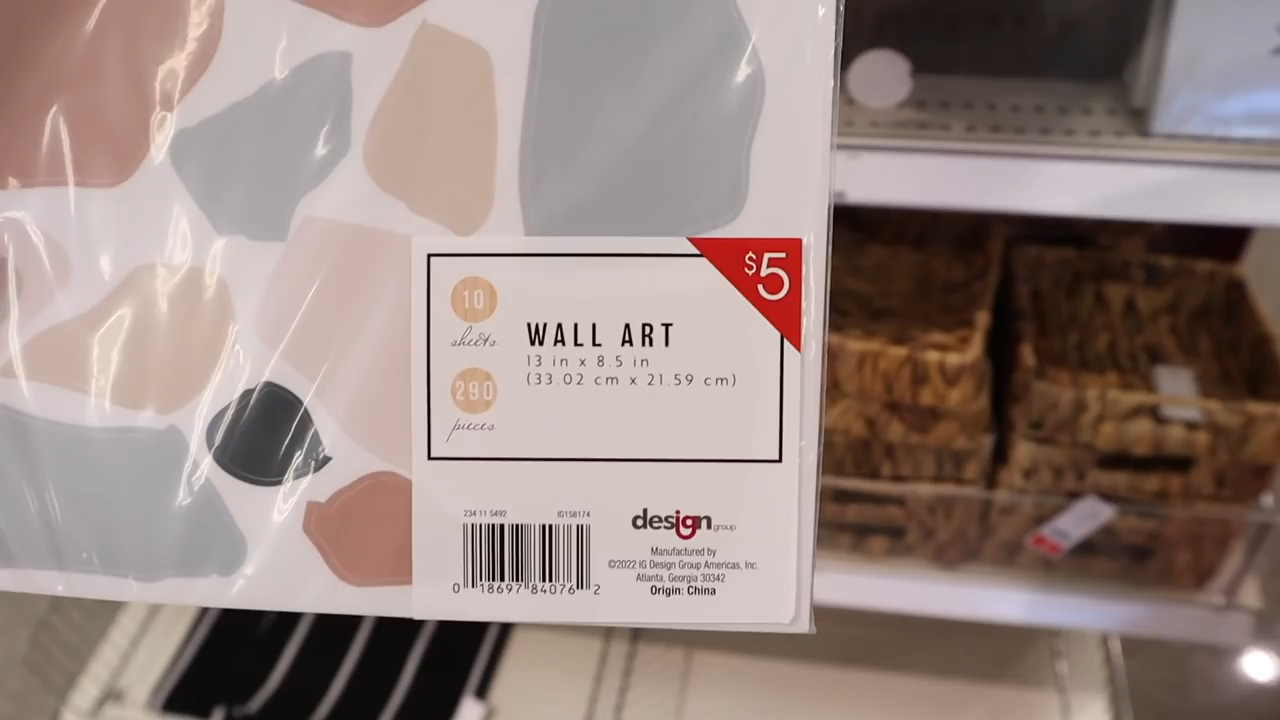 $5
10
sheets
WALL ART
13 in x 8.5 in
(33.02 cm x 21.59 cm)
290
pieces
234 11 5492 IG158174
0 18697 84076 2
design group
Manufactured by
©2022 IG Design Group Americas, Inc.
Atlanta, Georgia 30342
Origin: China